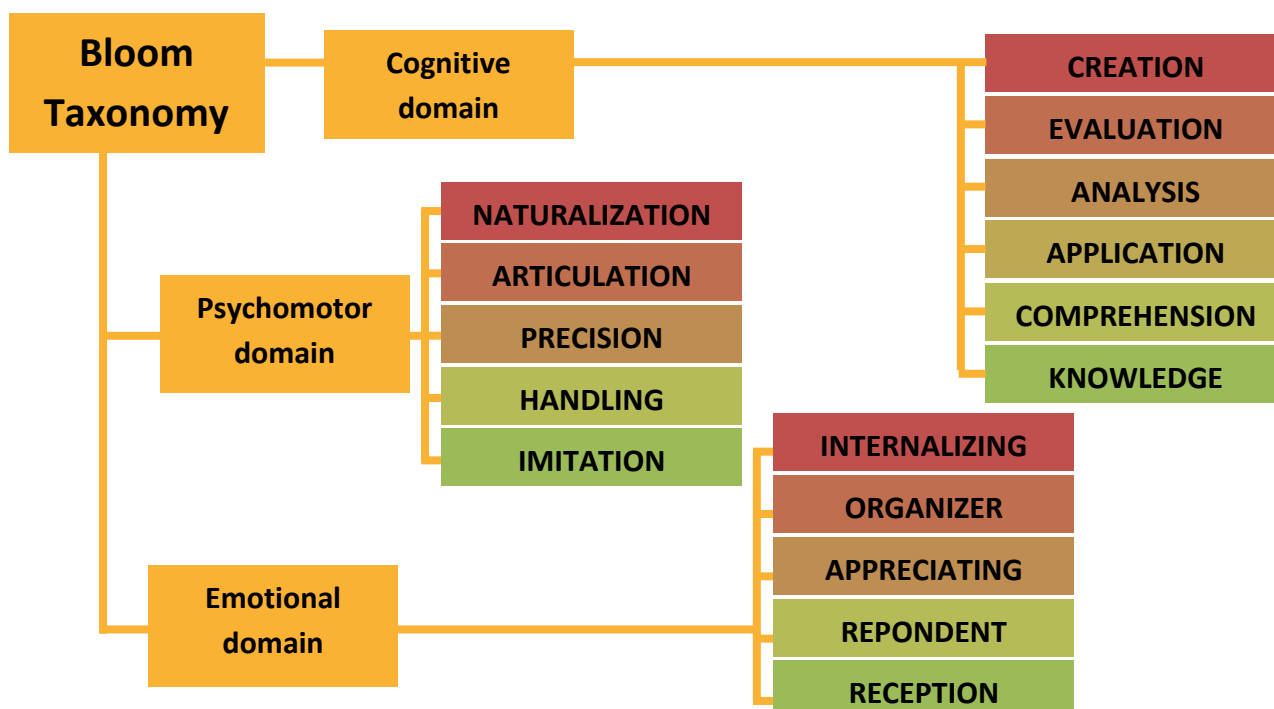 Bloom
Taxonomy
Cognitive
domain
CREATION
EVALUATION
ANALYSIS
APPLICATION
COMPREHENSION
KNOWLEDGE
Psychomotor
domain
NATURALIZATION
ARTICULATION
PRECISION
HANDLING
IMITATION
Emotional
domain
INTERNALIZING
ORGANIZER
APPRECIATING
REPONDENT
RECEPTION